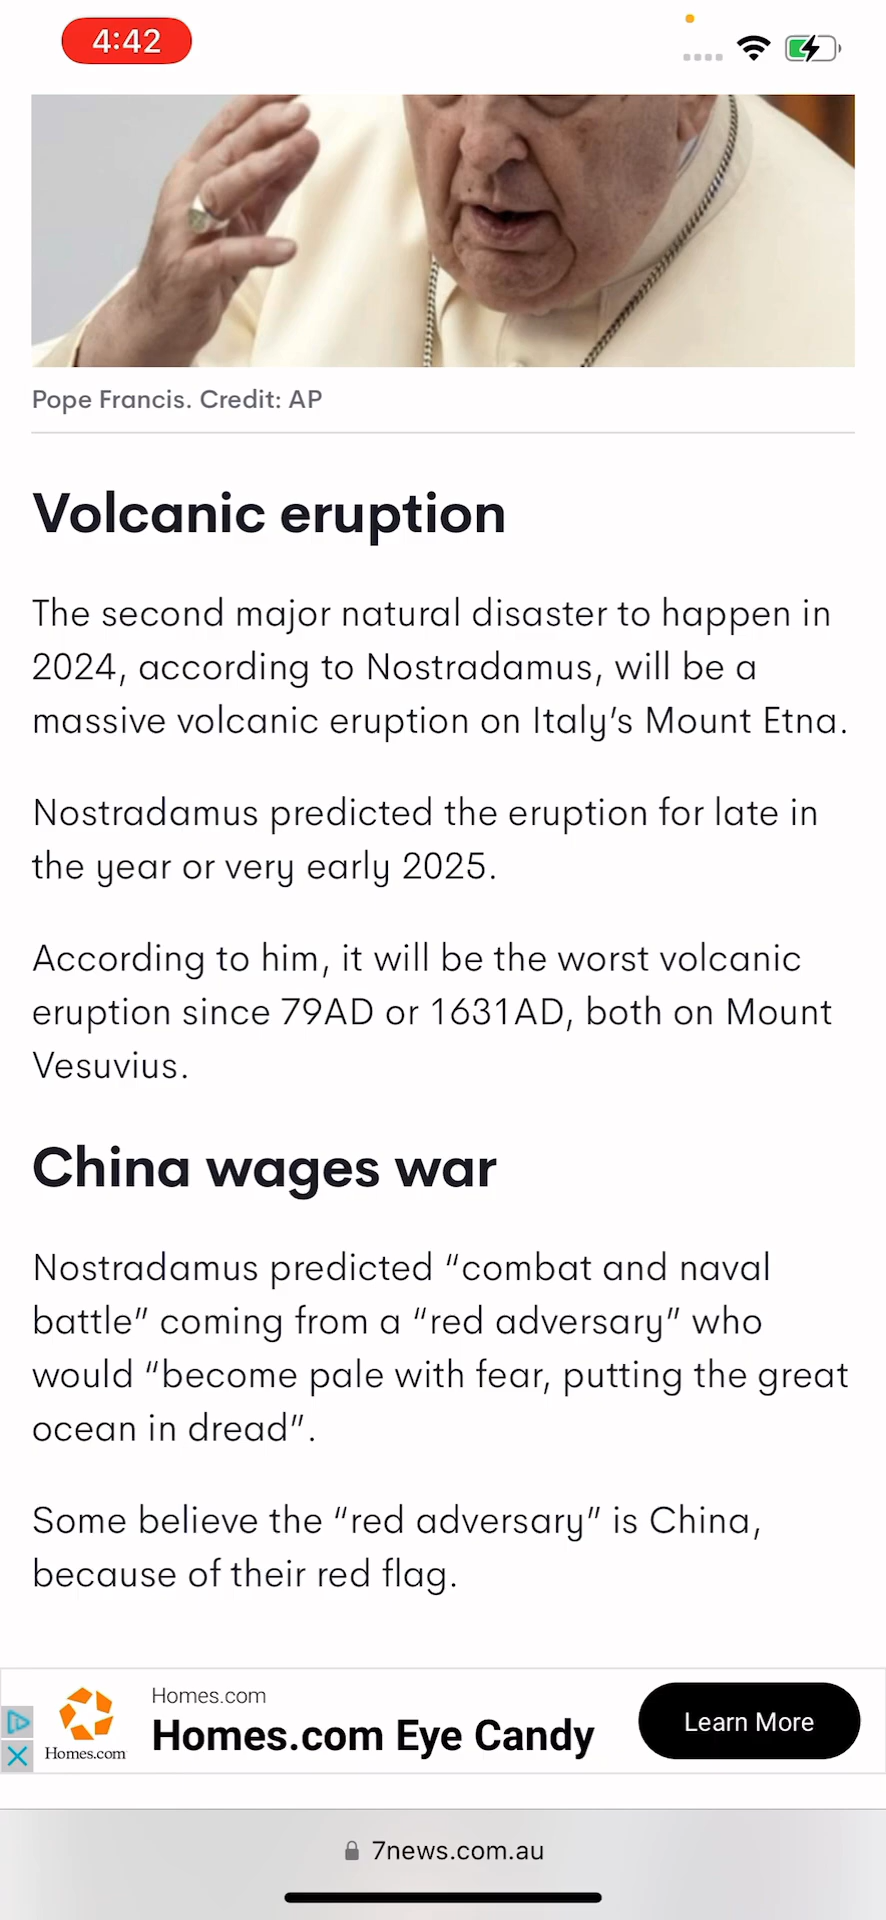 4:42
Pope Francis. Credit: AP
Volcanic eruption
The second major natural disaster to happen in
2024, according to Nostradamus, will be a
massive volcanic eruption on Italy’s Mount Etna.
Nostradamus predicted the eruption for late in
the year or very early 2025.
According to him, it will be the worst volcanic
eruption since 79AD or 1631AD, both on Mount
Vesuvius.
China wages war
Nostradamus predicted “combat and naval
battle” coming from a “red adversary” who
would “become pale with fear, putting the great
ocean in dread”.
Some believe the “red adversary” is China,
because of their red flag.
Homes.com
Homes.com Eye Candy
Homes.com
Learn More
7news.com.au